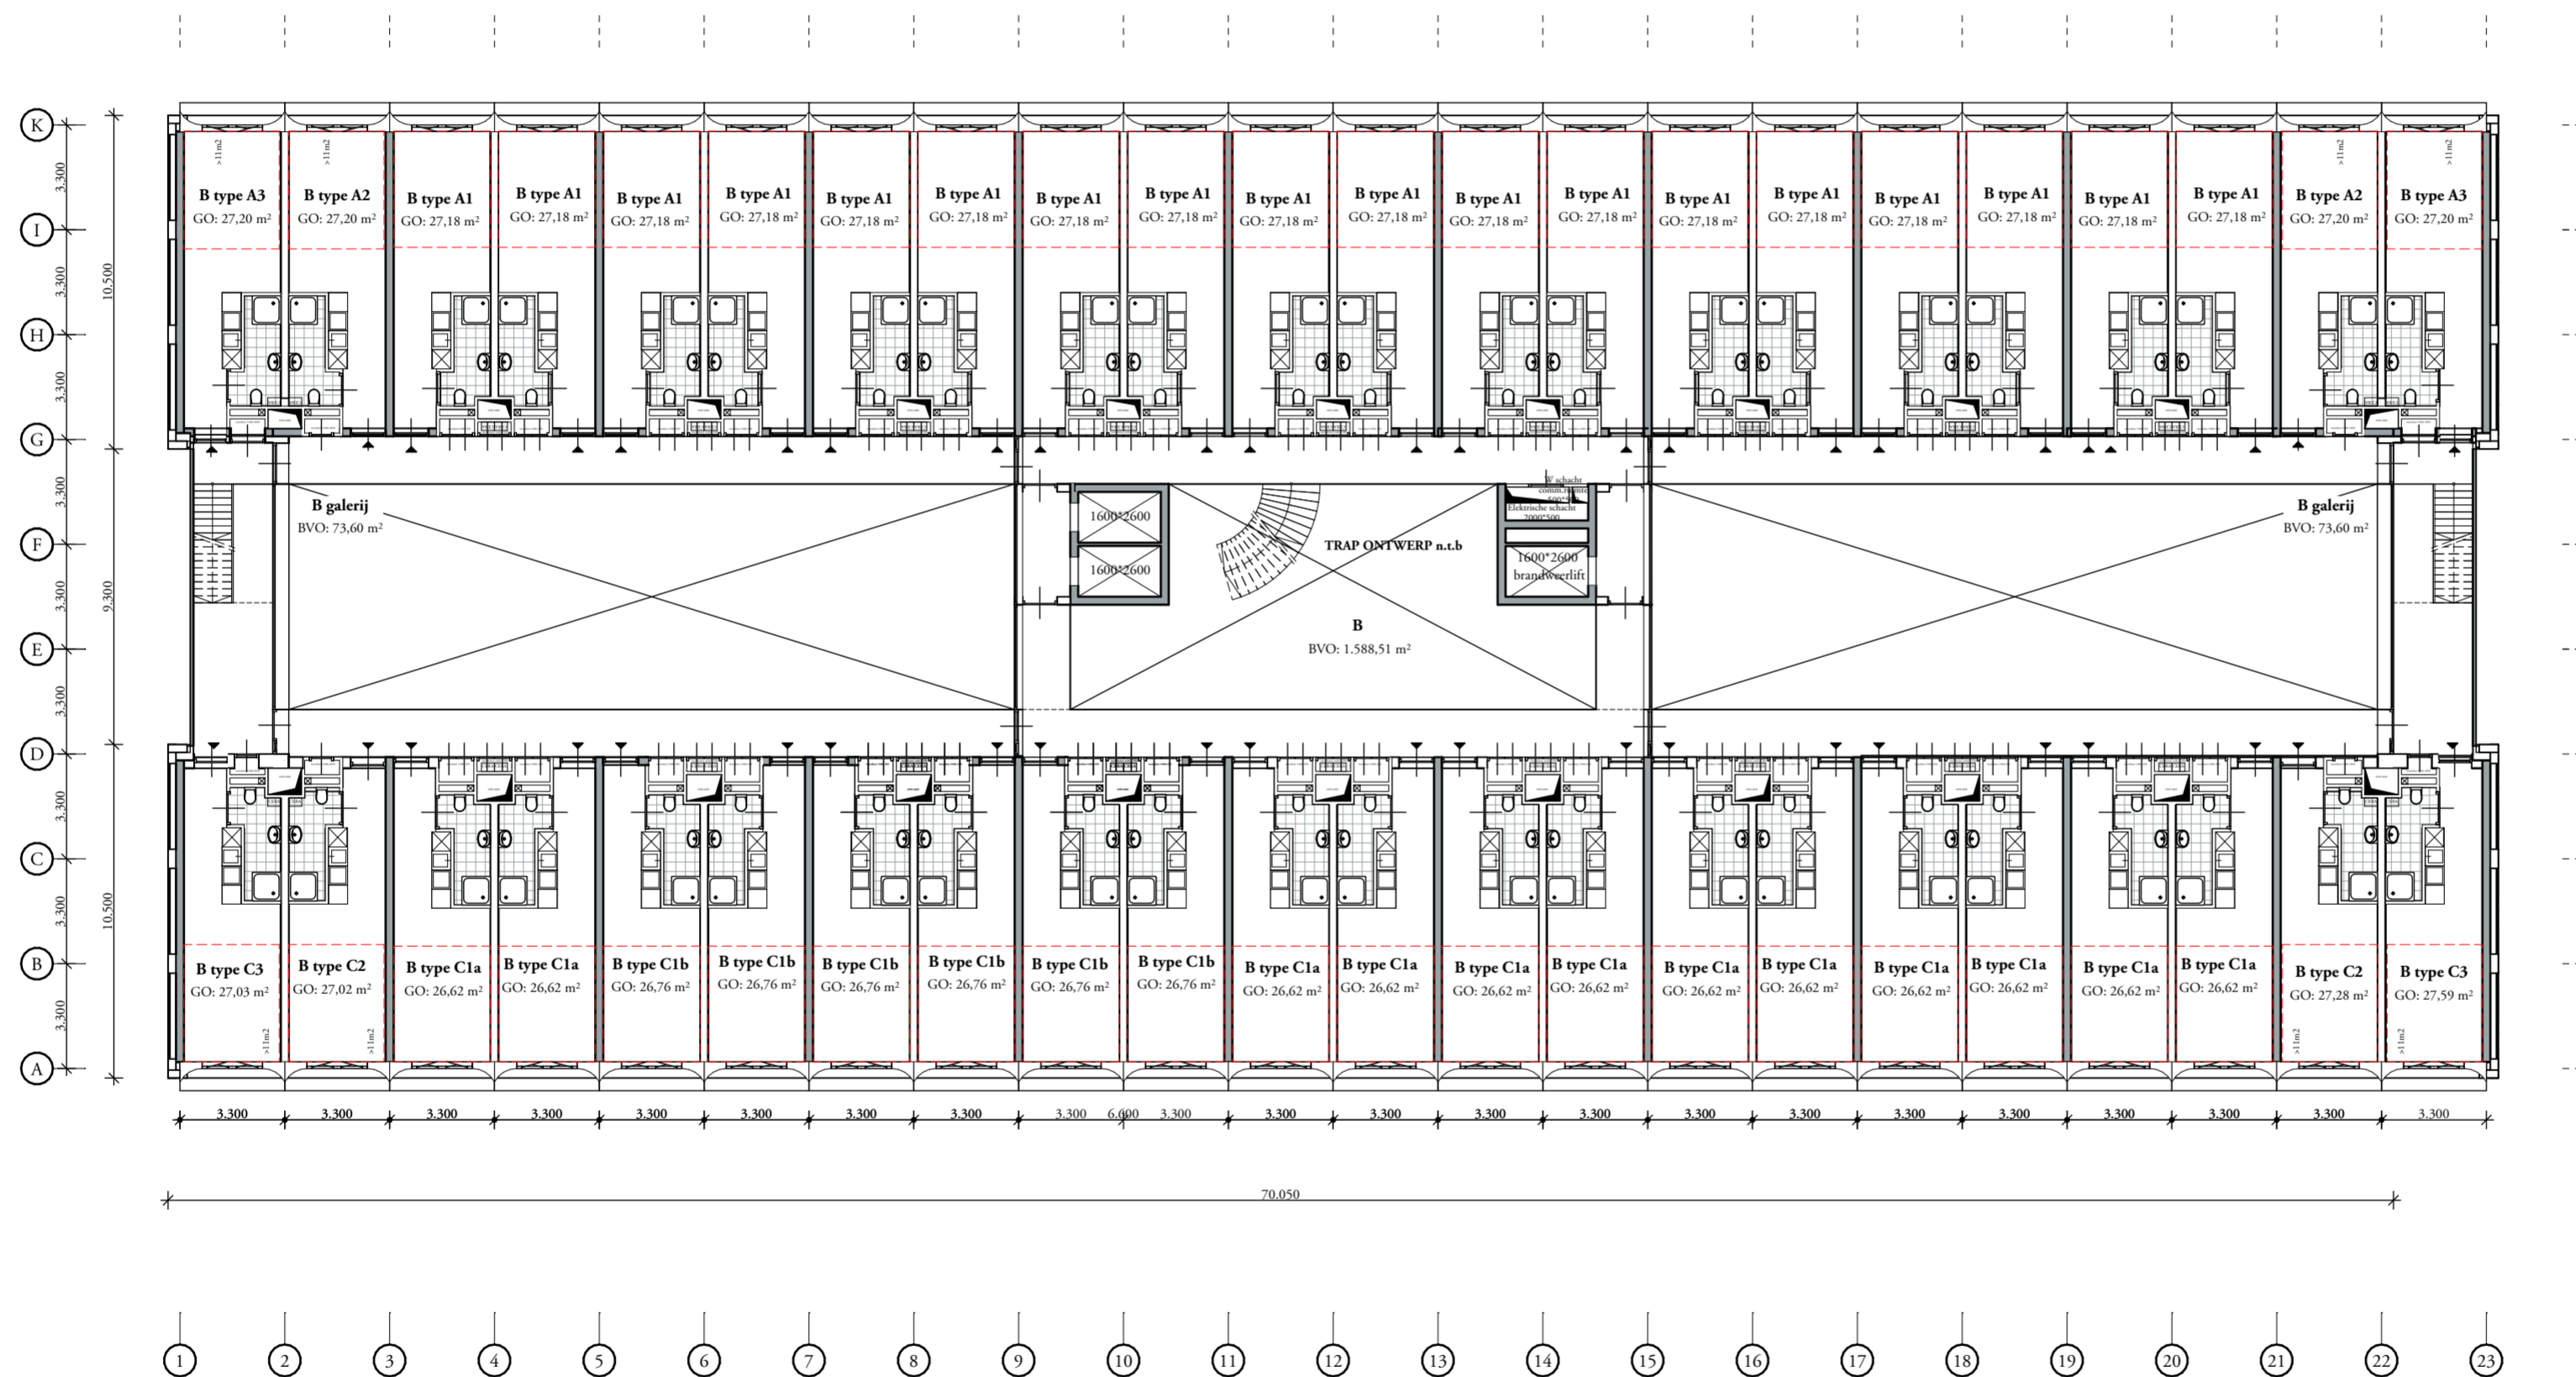 K
I
H
G
F
E
D
C
B
A
3.300
3.300
3.300
3.300
3.300
3.300
3.300
3.300
3.300
10.500
9.300
10.500
>11m2
>11m2
>11m2
>11m2
B type A3
GO: 27,20 m²
B type A2
GO: 27,20 m²
B type A1
GO: 27,18 m²
B type A1
GO: 27,18 m²
B type A1
GO: 27,18 m²
B type A1
GO: 27,18 m²
B type A1
GO: 27,18 m²
B type A1
GO: 27,18 m²
B type A1
GO: 27,18 m²
B type A1
GO: 27,18 m²
B type A1
GO: 27,18 m²
B type A1
GO: 27,18 m²
B type A1
GO: 27,18 m²
B type A1
GO: 27,18 m²
B type A1
GO: 27,18 m²
B type A1
GO: 27,18 m²
B type A1
GO: 27,18 m²
B type A1
GO: 27,18 m²
B type A1
GO: 27,18 m²
B type A1
GO: 27,18 m²
B type A2
GO: 27,20 m²
B type A3
GO: 27,20 m²
B galerij
BVO: 73,60 m²
1600*2600
1600*2600
TRAP ONTWERP n.t.b
W schacht
comm.ruimte
500*500
Elektrische schacht
2000*500
1600*2600
brandweerlift
B galerij
BVO: 73,60 m²
B
BVO: 1.588,51 m²
B type C3
GO: 27,03 m²
B type C2
GO: 27,02 m²
B type C1a
GO: 26,62 m²
B type C1a
GO: 26,62 m²
B type C1b
GO: 26,76 m²
B type C1b
GO: 26,76 m²
B type C1b
GO: 26,76 m²
B type C1b
GO: 26,76 m²
B type C1b
GO: 26,76 m²
B type C1b
GO: 26,76 m²
B type C1a
GO: 26,62 m²
B type C1a
GO: 26,62 m²
B type C1a
GO: 26,62 m²
B type C1a
GO: 26,62 m²
B type C1a
GO: 26,62 m²
B type C1a
GO: 26,62 m²
B type C1a
GO: 26,62 m²
B type C1a
GO: 26,62 m²
B type C1a
GO: 26,62 m²
B type C1a
GO: 26,62 m²
B type C2
GO: 27,28 m²
B type C3
GO: 27,59 m²
>11m2
>11m2
>11m2
>11m2
3.300 3.300 3.300 3.300 3.300 3.300 3.300 3.300 3.300 6.600 3.300 3.300 3.300 3.300 3.300 3.300 3.300 3.300 3.300 3.300 3.300 3.300 3.300
70.050
1 2 3 4 5 6 7 8 9 10 11 12 13 14 15 16 17 18 19 20 21 22 23